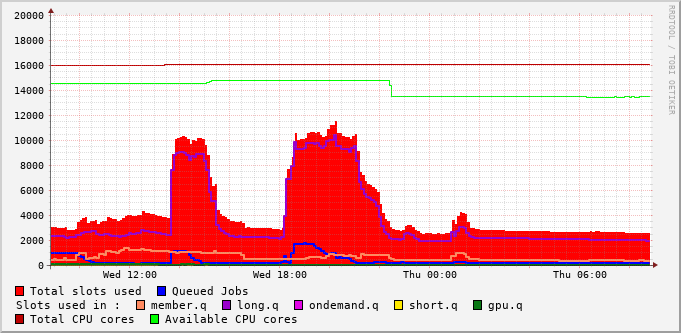 20000
18000
16000
14000
12000
10000
8000
6000
4000
2000
0
Wed 12:00 Wed 18:00 Thu 00:00 Thu 06:00
RRDTOOL / TOBI OETIKER
Total slots used Queued Jobs
Slots used in : member.q long.q ondemand.q short.q gpu.q
Total CPU cores Available CPU cores